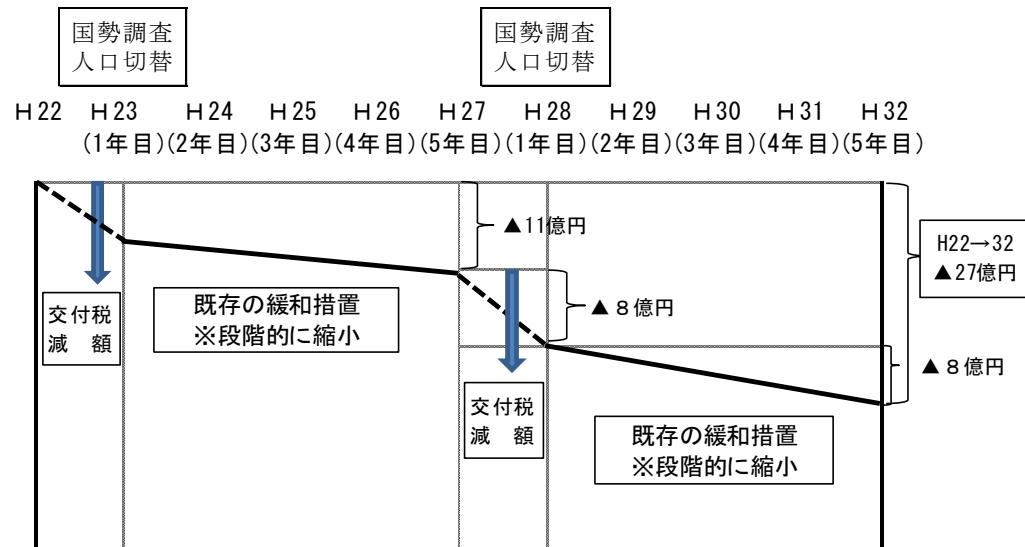 国勢調査
人口切替
国勢調査
人口切替
H22 H23 H24 H25 H26 H27 H28 H29 H30 H31 H32
(1年目)(2年目)(3年目)(4年目)(5年目)(1年目)(2年目)(3年目)(4年目)(5年目)
▲11億円
H22→32
▲27億円
交付税
減 額
既存の緩和措置
※段階的に縮小
▲８億円
▲８億円
交付税
減 額
既存の緩和措置
※段階的に縮小